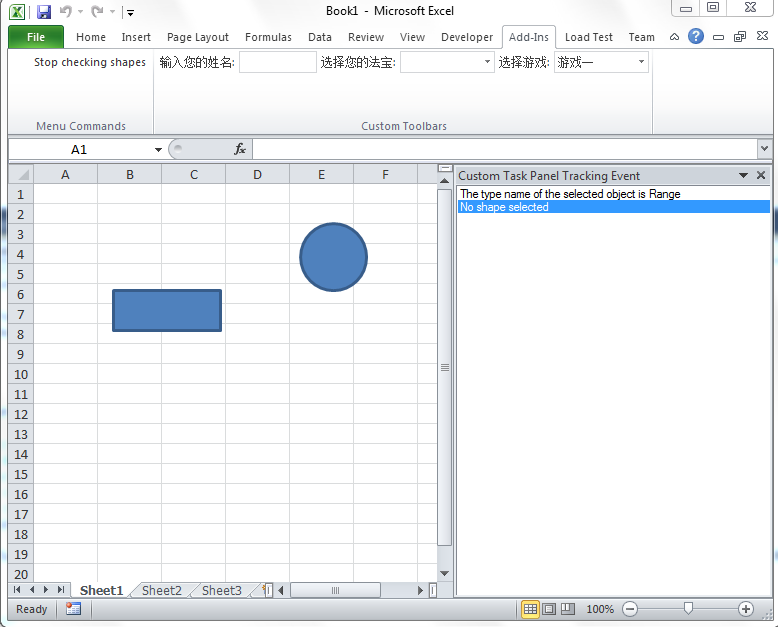 Book1 - Microsoft Excel
File Home Insert Page Layout Formulas Data Review View Developer Add-Ins Load Test Team
Stop checking shapes 输入您的姓名: 选择您的法宝: 选择游戏: 游戏一
Menu Commands Custom Toolbars
A1 fx
Custom Task Panel Tracking Event
The type name of the selected object is Range
No shape selected
A B C D E F
1
2
3
4
5
6
7
8
9
10
11
12
13
14
15
16
17
18
19
20
Sheet1 Sheet2 Sheet3
Ready 100%